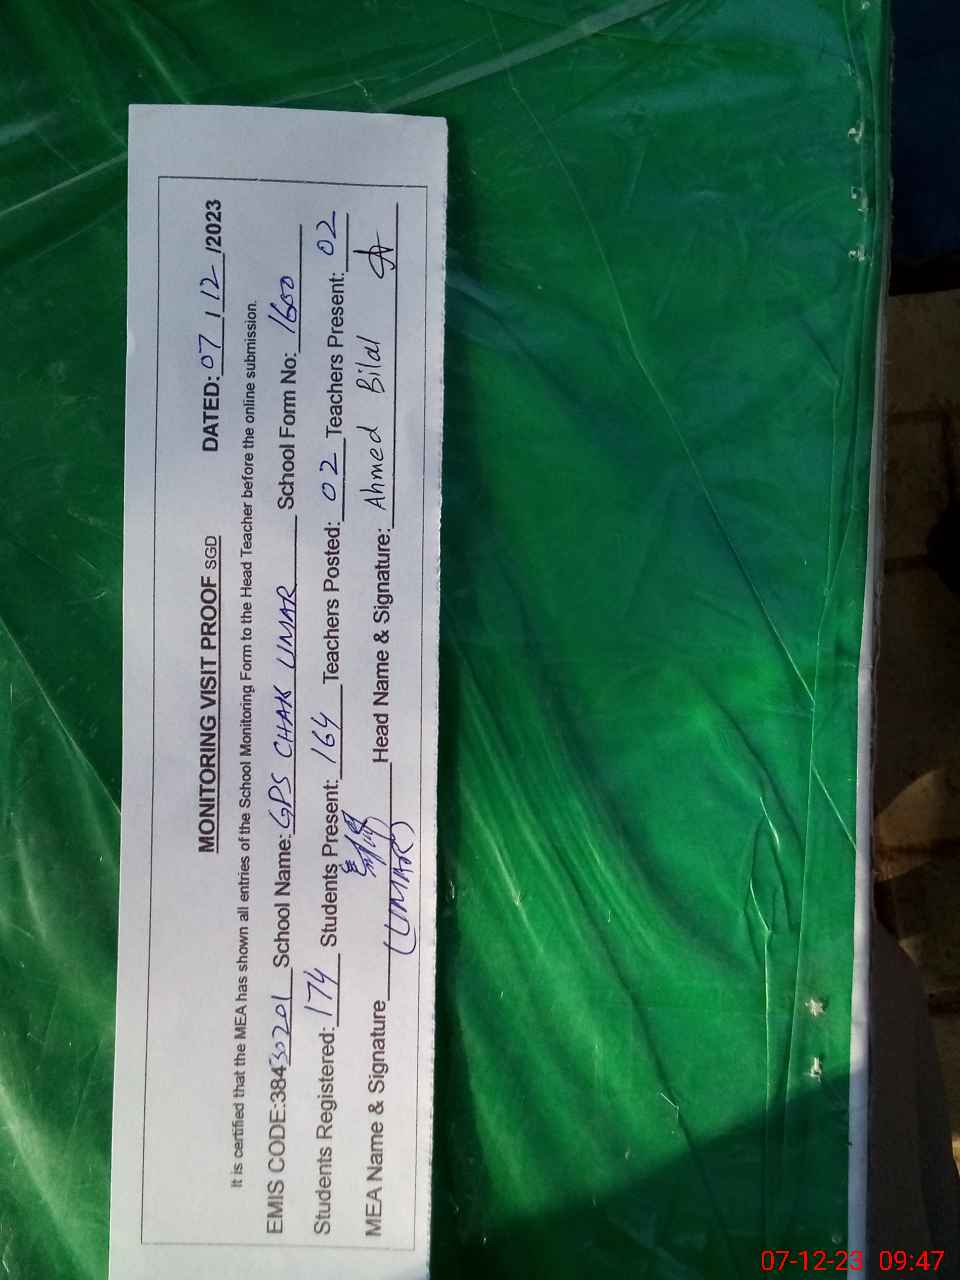 MONITORING VISIT PROOF SGD DATED: 07 / 12 /2023
It is certified that the MEA has shown all entries of the School Monitoring Form to the Head Teacher before the online submission.
EMIS CODE:38430201 School Name: GPS CHAK UMAR School Form No: 1600
Students Registered: 174 Students Present: 164 Teachers Posted: 02 Teachers Present: 02
MEA Name & Signature Head Name & Signature: Ahmed Bilal
(UMAR)
07-12-23 09:47